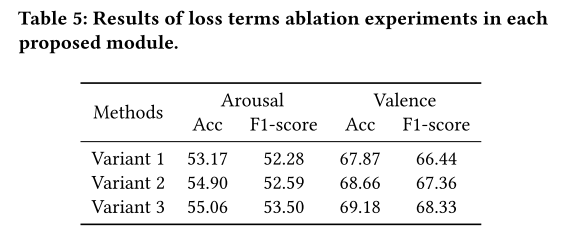 Table 5: Results of loss terms ablation experiments in each
proposed module.
Methods Arousal Valence
Acc F1-score Acc F1-score
Variant 1 53.17 52.28 67.87 66.44
Variant 2 54.90 52.59 68.66 67.36
Variant 3 55.06 53.50 69.18 68.33